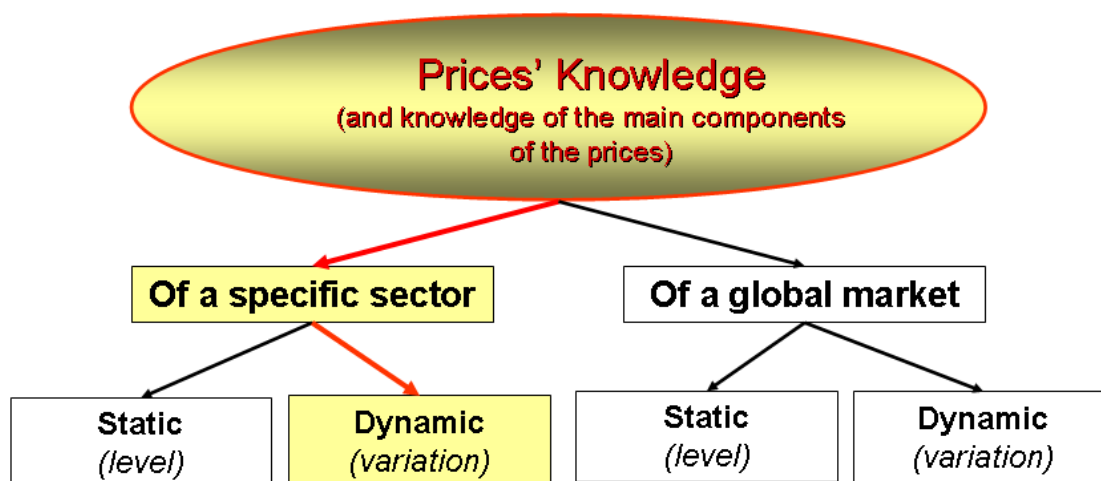 Prices’ Knowledge
(and knowledge of the main components
of the prices)
Of a specific sector
Of a global market
Static
(level)
Dynamic
(variation)
Static
(level)
Dynamic
(variation)